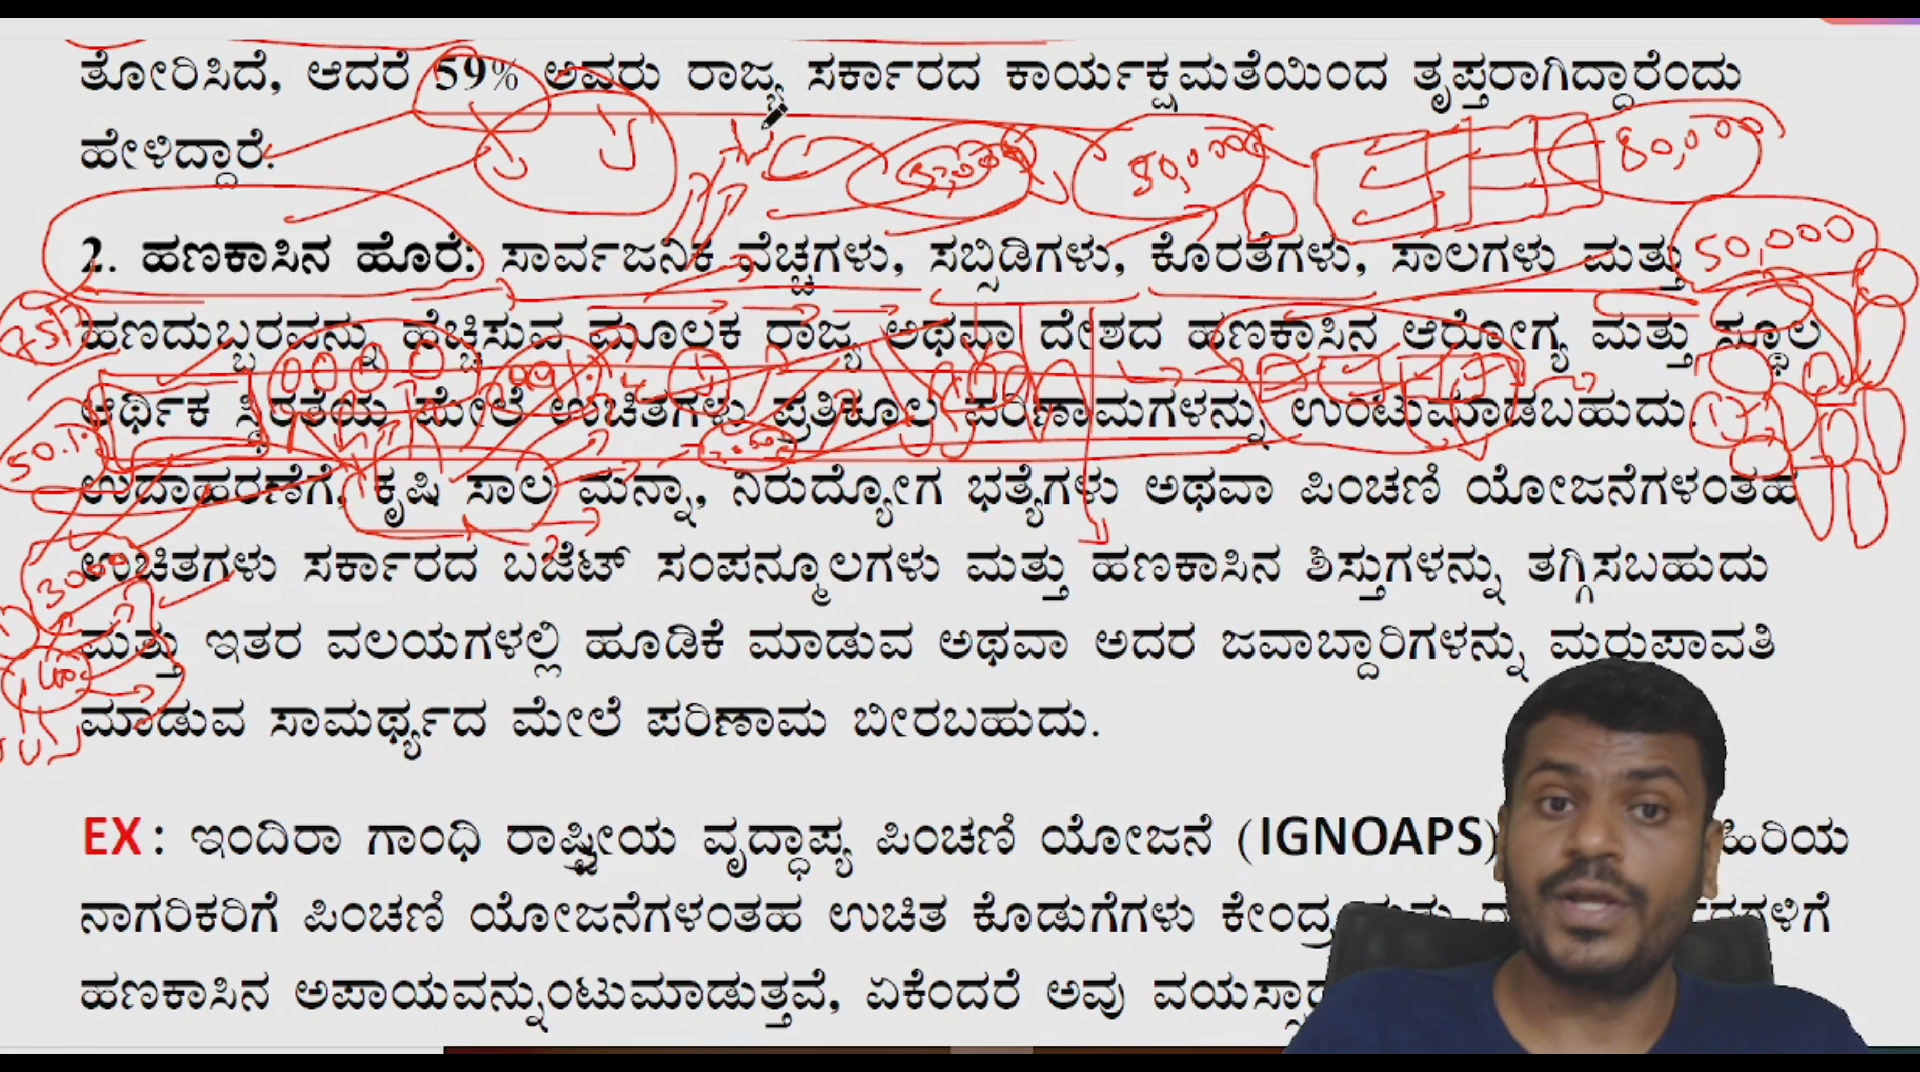 ತೋರಿಸಿದೆ, ಆದರೆ 59% ಅವರು ರಾಜ್ಯ ಸರ್ಕಾರದ ಕಾರ್ಯಕ್ಷಮತೆಯಿಂದ ತೃಪ್ತರಾಗಿದ್ದಾರೆಂದು
ಹೇಳಿದ್ದಾರೆ.
80,000
50,000
2. ಹಣಕಾಸಿನ ಹೊರೆ: ಸಾರ್ವಜನಿಕ ವೆಚ್ಚಗಳು, ಸಬ್ಸಿಡಿಗಳು, ಕೊರತೆಗಳು, ಸಾಲಗಳು ಮತ್ತು
ಹಣದುಬ್ಬರವನ್ನು ಹೆಚ್ಚಿಸುವ ಮೂಲಕ ರಾಜ್ಯ ಅಥವಾ ದೇಶದ ಹಣಕಾಸಿನ ಆರೋಗ್ಯ ಮತ್ತು ಸ್ಥೂಲ
ಆರ್ಥಿಕ ಸ್ಥಿರತೆಯ ಮೇಲೆ ಉಚಿತಗಳು ಪ್ರತಿಕೂಲ ಪರಿಣಾಮಗಳನ್ನು ಉಂಟುಮಾಡಬಹುದು.
ಉದಾಹರಣೆಗೆ, ಕೃಷಿ ಸಾಲ ಮನ್ನಾ, ನಿರುದ್ಯೋಗ ಭತ್ಯೆಗಳು ಅಥವಾ ಪಿಂಚಣಿ ಯೋಜನೆಗಳಂತಹ
ಉಚಿತಗಳು ಸರ್ಕಾರದ ಬಜೆಟ್ ಸಂಪನ್ಮೂಲಗಳು ಮತ್ತು ಹಣಕಾಸಿನ ಶಿಸ್ತುಗಳನ್ನು ತಗ್ಗಿಸಬಹುದು
ಮತ್ತು ಇತರ ವಲಯಗಳಲ್ಲಿ ಹೂಡಿಕೆ ಮಾಡುವ ಅಥವಾ ಅದರ ಜವಾಬ್ದಾರಿಗಳನ್ನು ಮರುಪಾವತಿ
ಮಾಡುವ ಸಾಮರ್ಥ್ಯದ ಮೇಲೆ ಪರಿಣಾಮ ಬೀರಬಹುದು.
EX: ಇಂದಿರಾ ಗಾಂಧಿ ರಾಷ್ಟ್ರೀಯ ವೃದ್ಧಾಪ್ಯ ಪಿಂಚಣಿ ಯೋಜನೆ (IGNOAPS) ಹಿರಿಯ
ನಾಗರಿಕರಿಗೆ ಪಿಂಚಣಿ ಯೋಜನೆಗಳಂತಹ ಉಚಿತ ಕೊಡುಗೆಗಳು ಕೇಂದ್ರ
ಹಣಕಾಸಿನ ಅಪಾಯವನ್ನುಂಟುಮಾಡುತ್ತವೆ, ಏಕೆಂದರೆ ಅವು